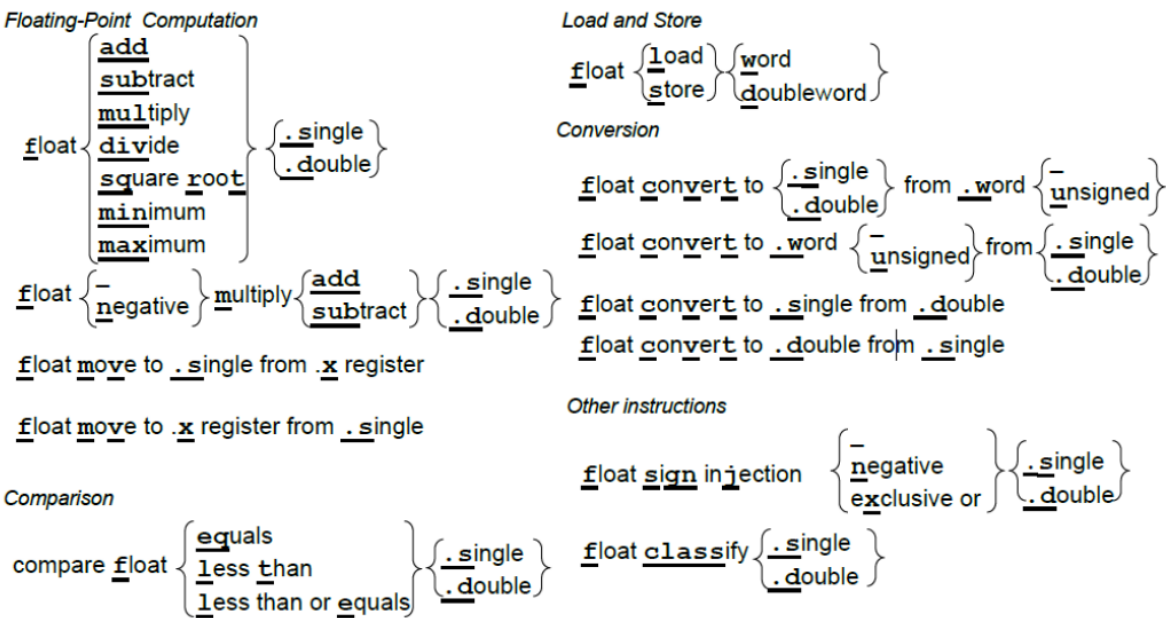 Floating-Point Computation
float
add
subtract
multiply
divide
square root
minimum
maximum
.single
.double
float
–
negative
multiply
add
subtract
.single
.double
float move to .single from .x register
float move to .x register from .single
Comparison
compare float
equals
less than
less than or equals
.single
.double
Load and Store
float
load
store
word
doubleword
Conversion
float convert to
.single
.double
from .word
–
unsigned
float convert to .word
–
unsigned
from
.single
.double
float convert to .single from .double
float convert to .double from .single
Other instructions
float sign injection
–
negative
exclusive or
.single
.double
float classify
.single
.double